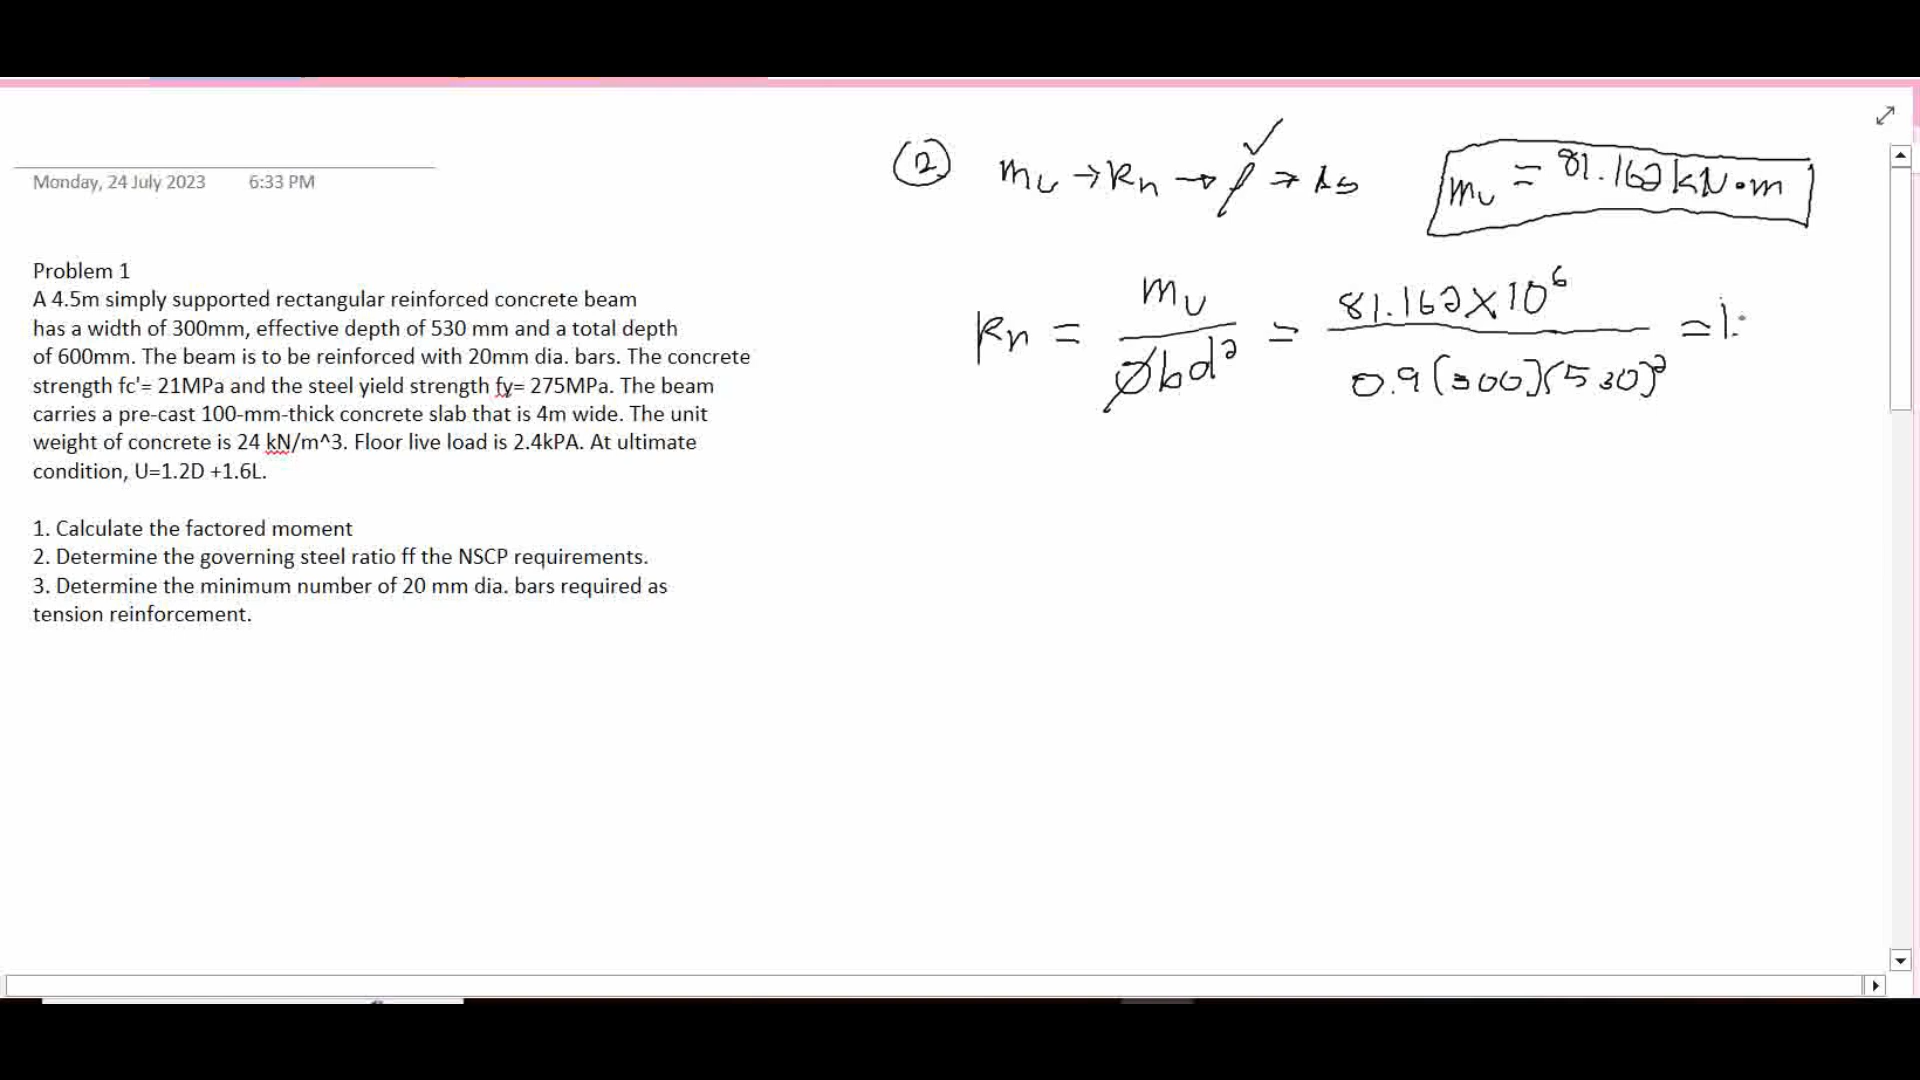 Monday, 24 July 2023 6:33 PM
Problem 1
A 4.5m simply supported rectangular reinforced concrete beam
has a width of 300mm, effective depth of 530 mm and a total depth
of 600mm. The beam is to be reinforced with 20mm dia. bars. The concrete
strength fc'= 21MPa and the steel yield strength fy= 275MPa. The beam
carries a pre-cast 100-mm-thick concrete slab that is 4m wide. The unit
weight of concrete is 24 kN/m^3. Floor live load is 2.4kPA. At ultimate
condition, U=1.2D +1.6L.
1. Calculate the factored moment
2. Determine the governing steel ratio ff the NSCP requirements.
3. Determine the minimum number of 20 mm dia. bars required as
tension reinforcement.
② Mu → Rn → ρ → As
Mu = 81.162 kN·m
Rn = Mu / Øbd² = 81.162 x 10⁶ / 0.9(300)(530)² = 1.